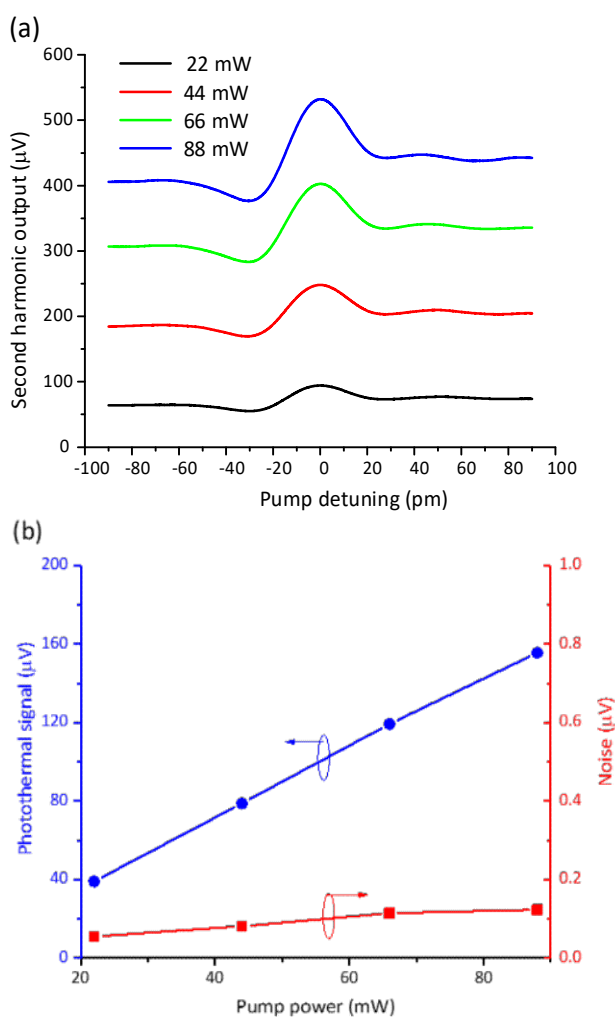 (a)
600
500
400
300
200
100
0
Second harmonic output (μV)
22 mW
44 mW
66 mW
88 mW
-100 -80 -60 -40 -20 0 20 40 60 80 100
Pump detuning (pm)
(b)
200
160
120
80
40
0
Photothermal signal (μV)
1.0
0.8
0.6
0.4
0.2
0.0
Noise (μV)
20 40 60 80
Pump power (mW)